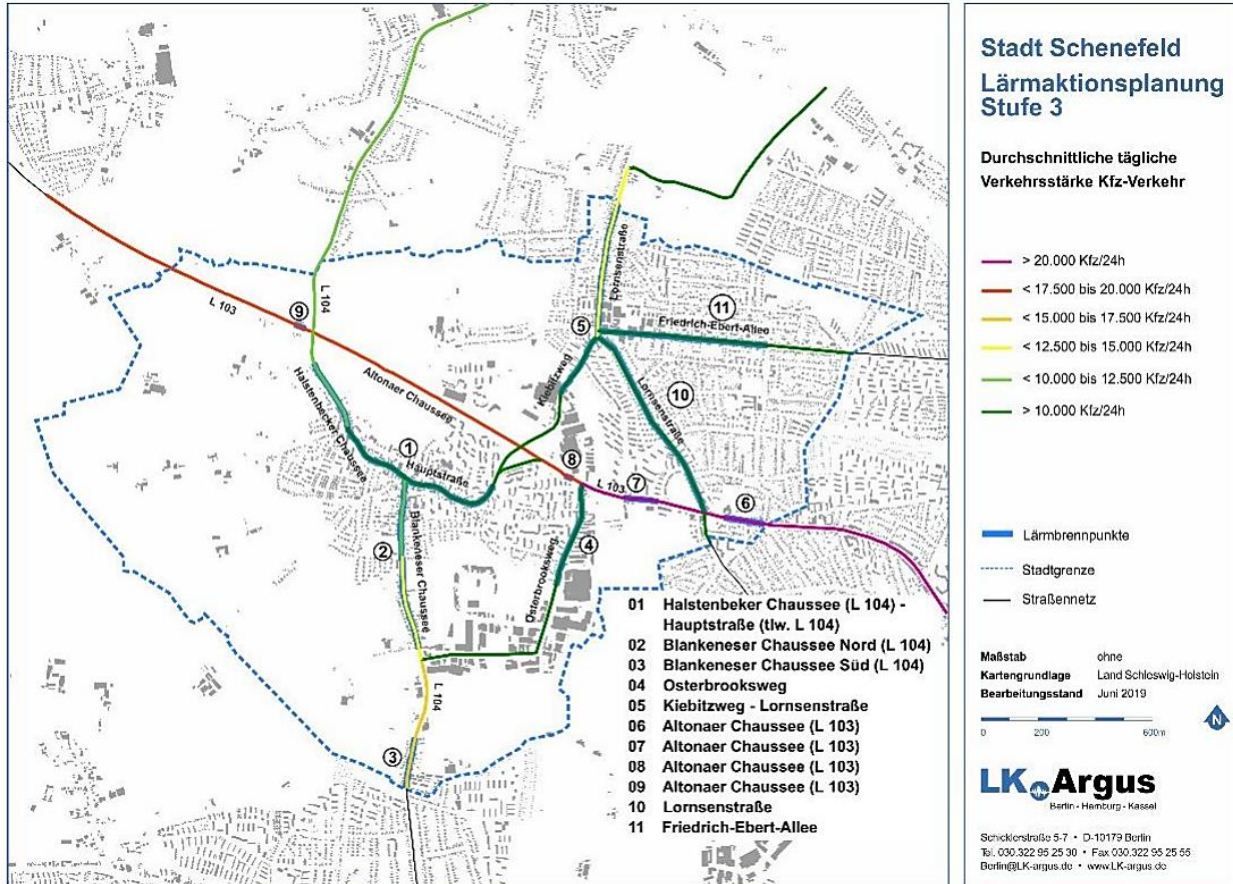 L 103
9
L 104
Halstenbecker Chaussee
Altonaer Chaussee
1
Hauptstraße
2
Blankeneser Chaussee
L 104
3
Kiebitzweg
5
Lornsenstraße
11
Friedrich-Ebert-Allee
10
Lornsenstraße
8
L 103
7
6
4
Osterbrooksweg
01 Halstenbeker Chaussee (L 104) -
Hauptstraße (tlw. L 104)
02 Blankeneser Chaussee Nord (L 104)
03 Blankeneser Chaussee Süd (L 104)
04 Osterbrooksweg
05 Kiebitzweg - Lornsenstraße
06 Altonaer Chaussee (L 103)
07 Altonaer Chaussee (L 103)
08 Altonaer Chaussee (L 103)
09 Altonaer Chaussee (L 103)
10 Lornsenstraße
11 Friedrich-Ebert-Allee
Stadt Schenefeld
Lärmaktionsplanung
Stufe 3
Durchschnittliche tägliche
Verkehrsstärke Kfz-Verkehr
> 20.000 Kfz/24h
< 17.500 bis 20.000 Kfz/24h
< 15.000 bis 17.500 Kfz/24h
< 12.500 bis 15.000 Kfz/24h
< 10.000 bis 12.500 Kfz/24h
> 10.000 Kfz/24h
Lärmbrennpunkte
Stadtgrenze
Straßennetz
Maßstab ohne
Kartengrundlage Land Schleswig-Holstein
Bearbeitungsstand Juni 2019
0 200 600m
N
LK Argus
Berlin - Hamburg - Kassel
Schicklerstraße 5-7 • D-10179 Berlin
Tel. 030.322 95 25 30 • Fax 030.322 95 25 55
Berlin@LK-argus.de • www.LK-argus.de